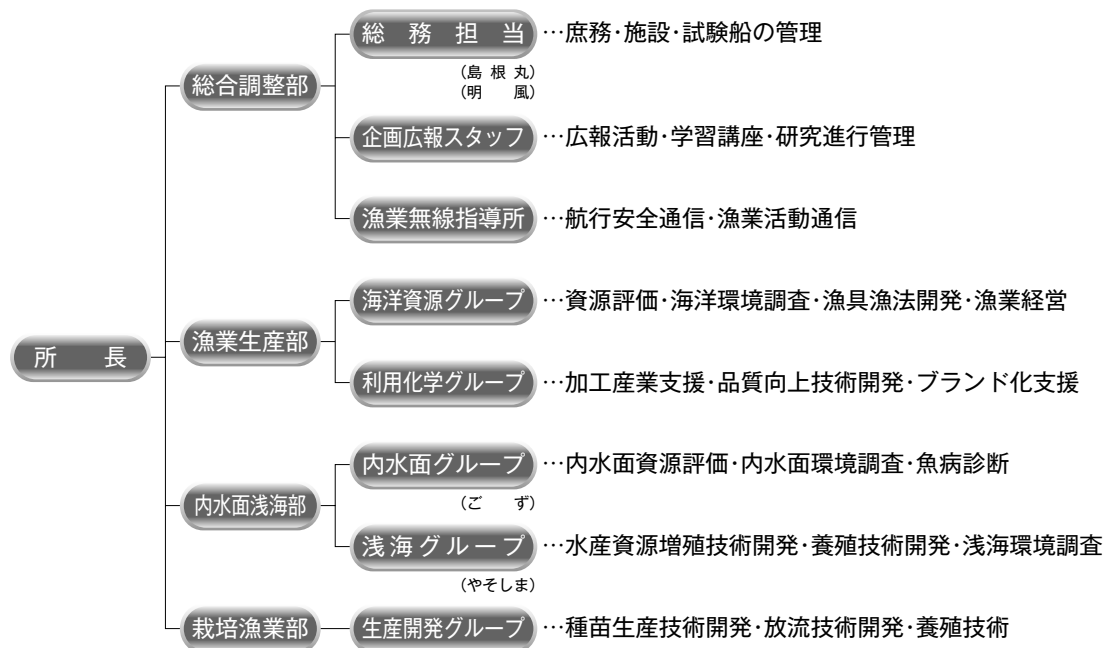 総務担当 …庶務・施設・試験船の管理
（島根丸）
（明風）
総合調整部
企画広報スタッフ …広報活動・学習講座・研究進行管理
漁業無線指導所 …航行安全通信・漁業活動通信
海洋資源グループ …資源評価・海洋環境調査・漁具漁法開発・漁業経営
漁業生産部
所長
利用化学グループ …加工産業支援・品質向上技術開発・ブランド化支援
内水面グループ …内水面資源評価・内水面環境調査・魚病診断
（ごず）
内水面浅海部
浅海グループ …水産資源増殖技術開発・養殖技術開発・浅海環境調査
（やそしま）
栽培漁業部 生産開発グループ …種苗生産技術開発・放流技術開発・養殖技術